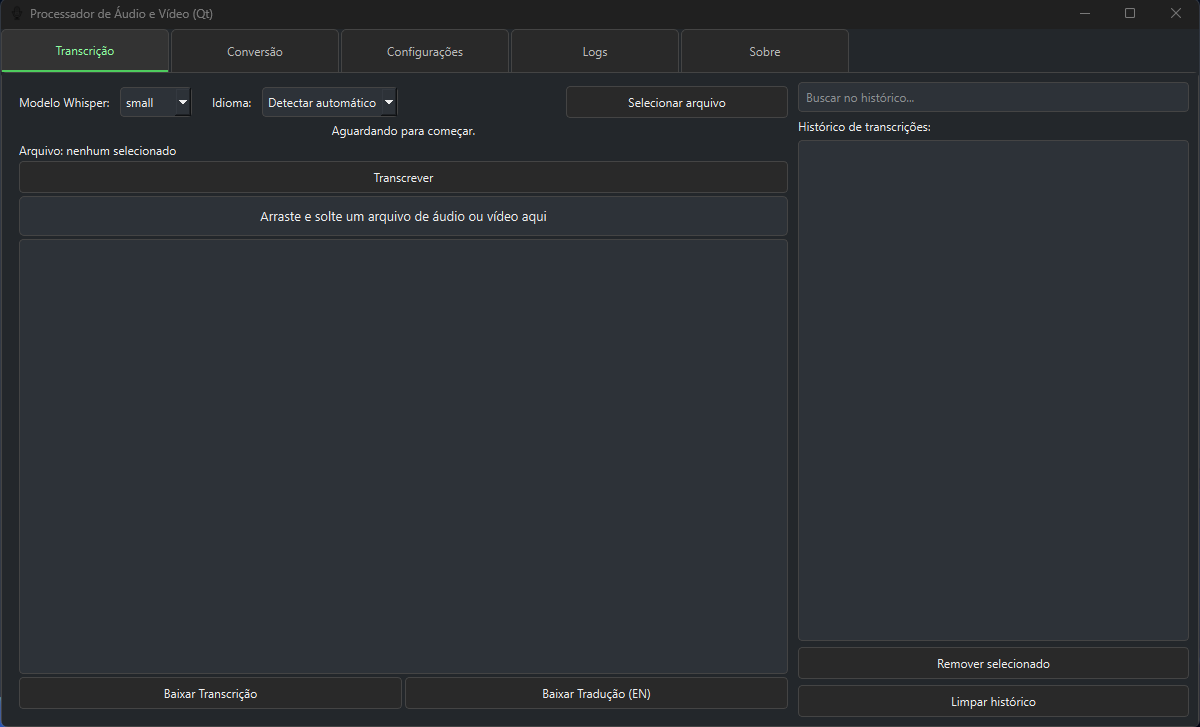 Processador de Áudio e Vídeo (Qt)
Transcrição
Conversão
Configurações
Logs
Sobre
Modelo Whisper:
small
Idioma:
Detectar automático
Selecionar arquivo
Aguardando para começar.
Arquivo: nenhum selecionado
Transcrever
Arraste e solte um arquivo de áudio ou vídeo aqui
Baixar Transcrição
Baixar Tradução (EN)
Buscar no histórico...
Histórico de transcrições:
Remover selecionado
Limpar histórico